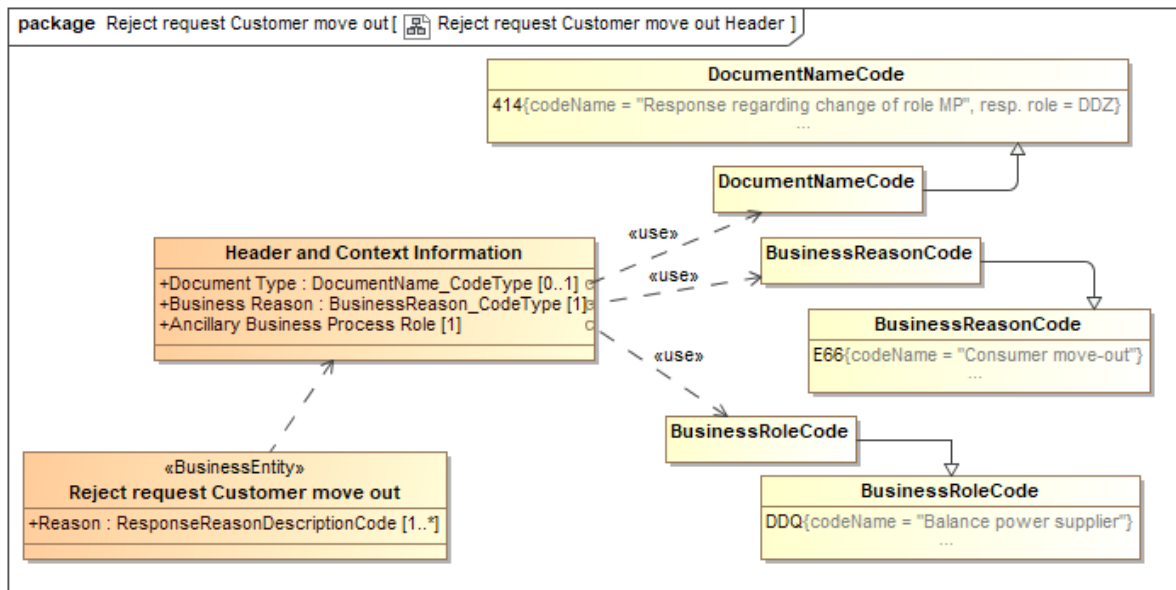 package Reject request Customer move out [ Reject request Customer move out Header ]
DocumentNameCode
414{codeName = "Response regarding change of role MP", resp. role = DDZ}
...
DocumentNameCode
«use»
Header and Context Information
+Document Type : DocumentName_CodeType [0..1]
+Business Reason : BusinessReason_CodeType [1]
+Ancillary Business Process Role [1]
«use»
BusinessReasonCode
BusinessReasonCode
E66{codeName = "Consumer move-out"}
...
«use»
BusinessRoleCode
«BusinessEntity»
Reject request Customer move out
+Reason : ResponseReasonDescriptionCode [1..*]
BusinessRoleCode
DDQ{codeName = "Balance power supplier"}
...